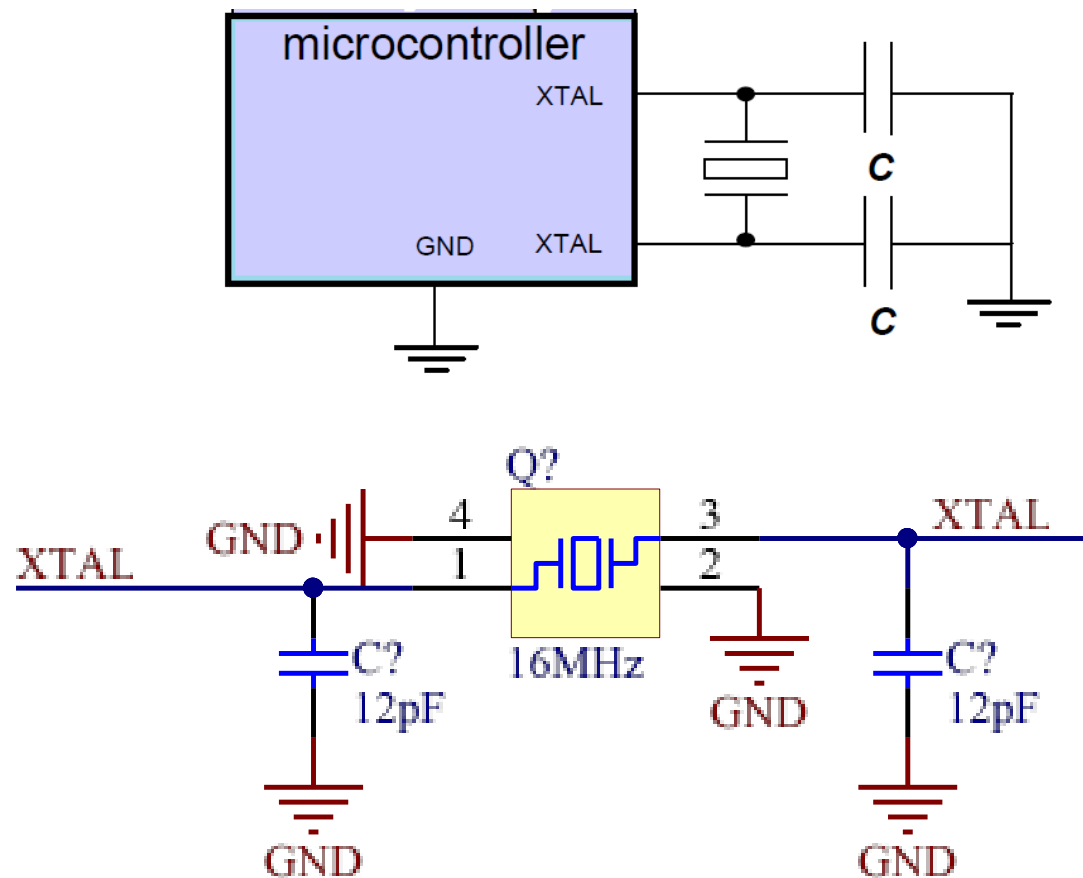 microcontroller
XTAL
C
GND XTAL
C
Q?
4 3 XTAL
GND
XTAL 1 2
C? 16MHz C?
12pF GND 12pF
GND GND